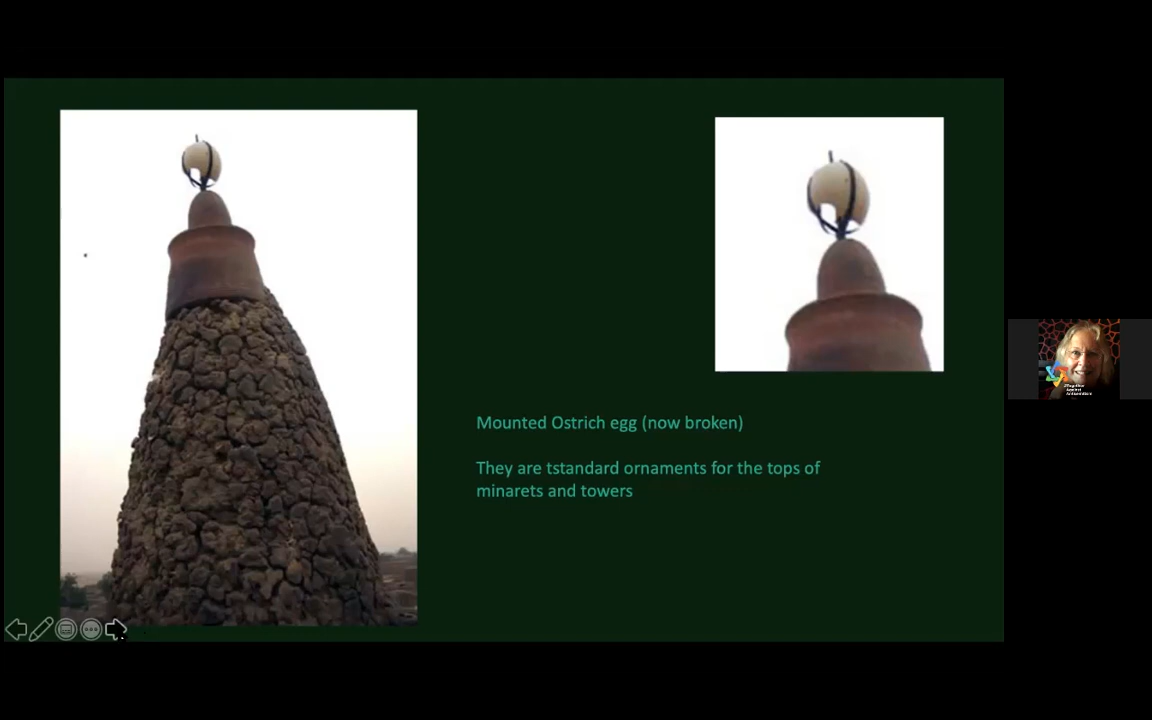 Mounted Ostrich egg (now broken)
They are tstandard ornaments for the tops of
minarets and towers